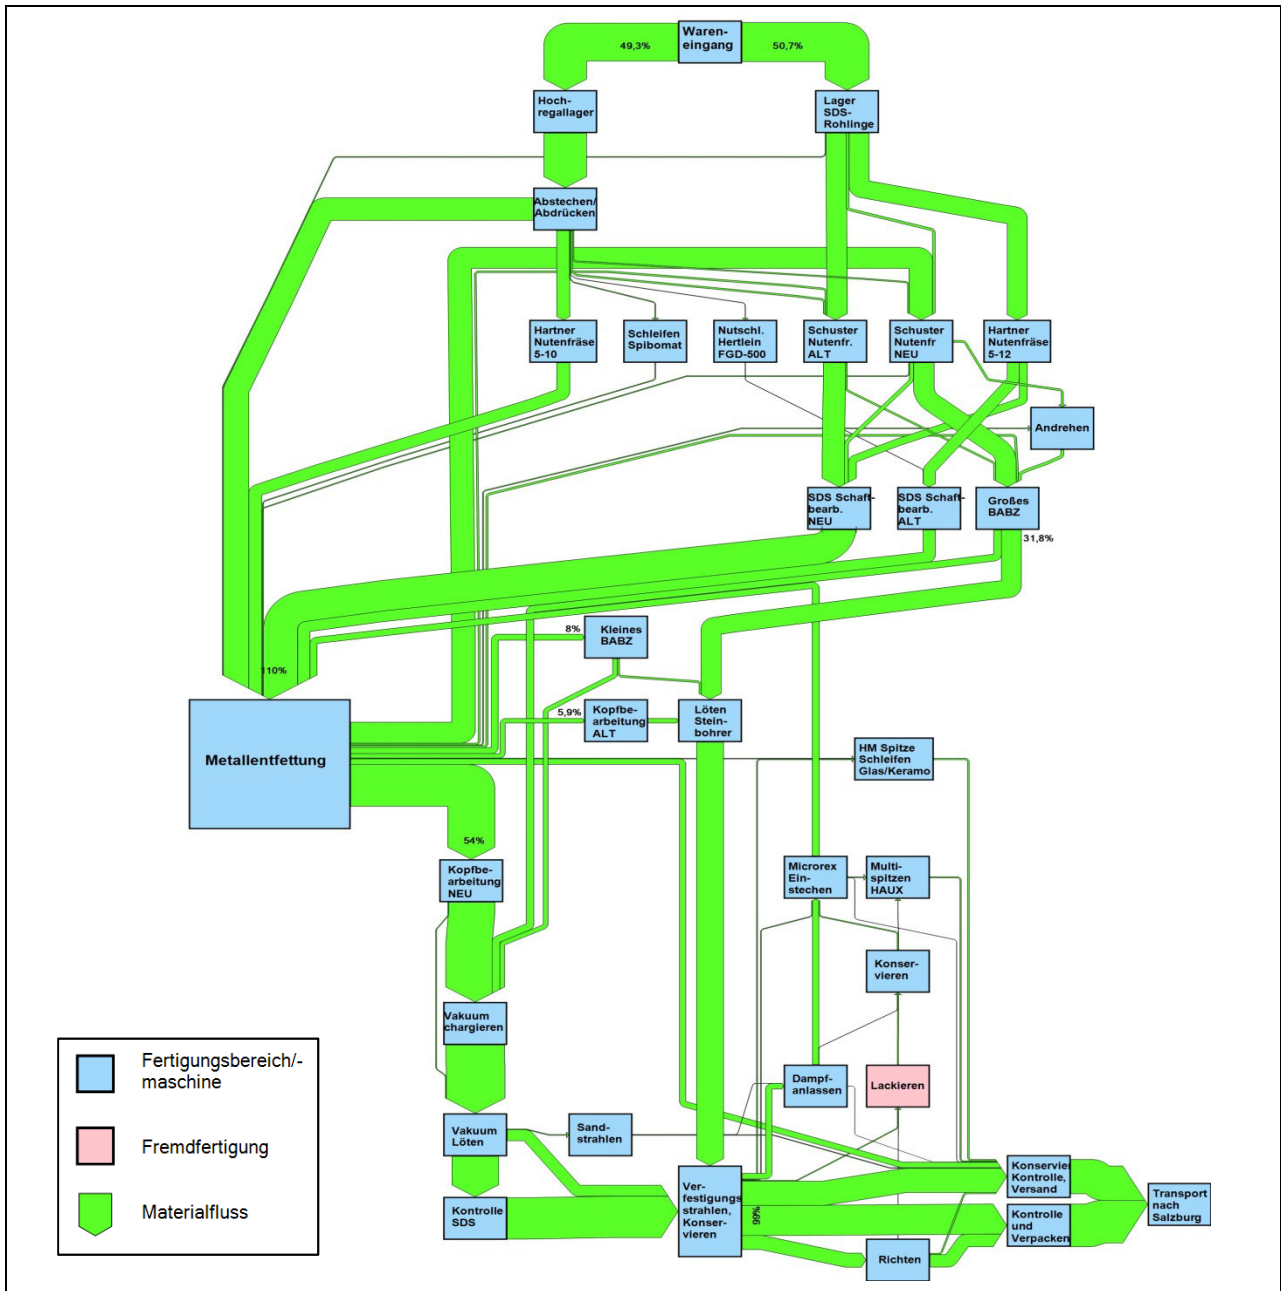 49,3%
Waren-
eingang
50,7%
Hoch-
regallager
Lager
SDS-
Rohlinge
Abstechen/
Abdrücken
Hartner
Nutenfräse
5-10
Schleifen
Spibomat
Nutschl.
Hertlein
FGD-500
Schuster
Nutenfr.
ALT
Schuster
Nutenfr
NEU
Hartner
Nutenfräse
5-12
Andrehen
SDS Schaft-
bearb.
NEU
SDS Schaft-
bearb.
ALT
Großes
BABZ
31,8%
8%
Kleines
BABZ
110%
5,9%
Kopfbe-
arbeitung
ALT
Löten
Stein-
bohrer
Metallentfettung
HM Spitze
Schleifen
Glas/Keramo
54%
Kopfbe-
arbeitung
NEU
Microrex
Ein-
stechen
Multi-
spitzen
HAUX
Konser-
vieren
Vakuum
chargieren
Dampf-
anlassen
Lackieren
Vakuum
Löten
Sand-
strahlen
Kontrolle
SDS
Ver-
festigungs
strahlen,
Konser-
vieren
99%
Konservier
Kontrolle,
Versand
Kontrolle
und
Verpacken
Richten
Transport
nach
Salzburg
Fertigungsbereich/-
maschine
Fremdfertigung
Materialfluss